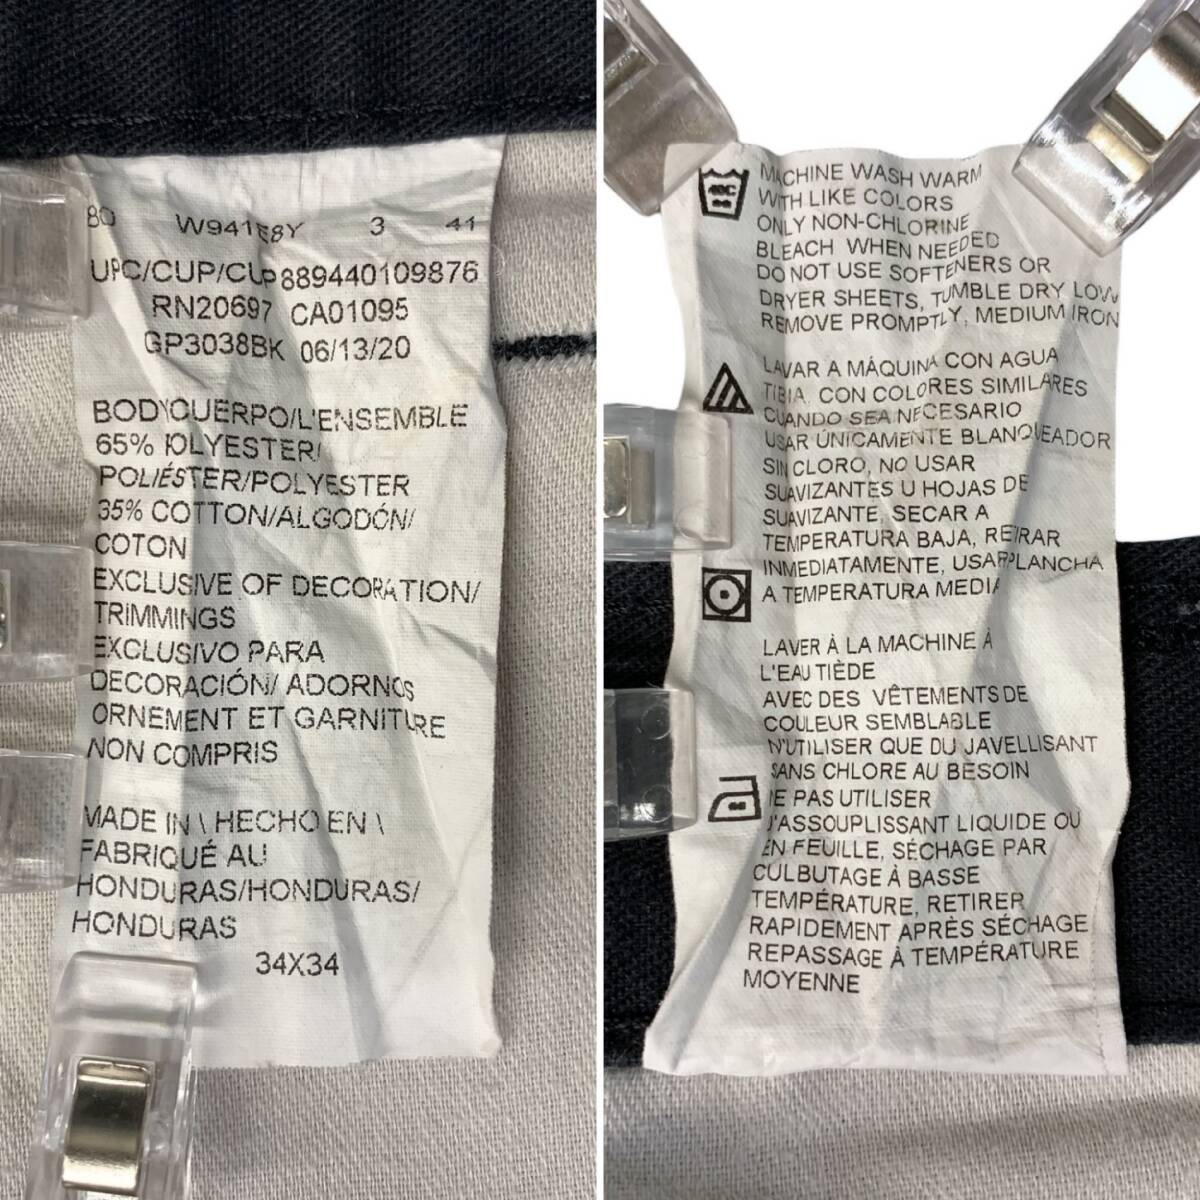 80 W941E8Y 3 41
UPC/CUP/CUP889440109876
RN20697 CA01095
GP3038BK 06/13/20
BODY/CUERPO/L'ENSEMBLE
65% POLYESTER/
POLIÉSTER/POLYESTER
35% COTTON/ALGODÓN/
COTON
EXCLUSIVE OF DECORATION/
TRIMMINGS
EXCLUSIVO PARA
DECORACIÓN/ ADORNOS
ORNEMENT ET GARNITURE
NON COMPRIS
MADE IN \ HECHO EN \
FABRIQUÉ AU
HONDURAS/HONDURAS/
HONDURAS
34X34
40C
MACHINE WASH WARM
WITH LIKE COLORS
ONLY NON-CHLORINE
BLEACH WHEN NEEDED
DO NOT USE SOFTENERS OR
DRYER SHEETS, TUMBLE DRY LOW
REMOVE PROMPTLY, MEDIUM IRON
LAVAR A MÁQUINA CON AGUA
TIBIA, CON COLORES SIMILARES
CUANDO SEA NECESARIO
USAR ÚNICAMENTE BLANQUEADOR
SIN CLORO, NO USAR
SUAVIZANTES U HOJAS DE
SUAVIZANTE, SECAR A
TEMPERATURA BAJA, RETIRAR
INMEDIATAMENTE, USAR PLANCHA
A TEMPERATURA MEDIA
LAVER À LA MACHINE À
L'EAU TIÈDE
AVEC DES VÊTEMENTS DE
COULEUR SEMBLABLE
N'UTILISER QUE DU JAVELLISANT
SANS CHLORE AU BESOIN
NE PAS UTILISER
D'ASSOUPLISSANT LIQUIDE OU
EN FEUILLE, SÉCHAGE PAR
CULBUTAGE À BASSE
TEMPÉRATURE, RETIRER
RAPIDEMENT APRÈS SÉCHAGE
REPASSAGE À TEMPÉRATURE
MOYENNE